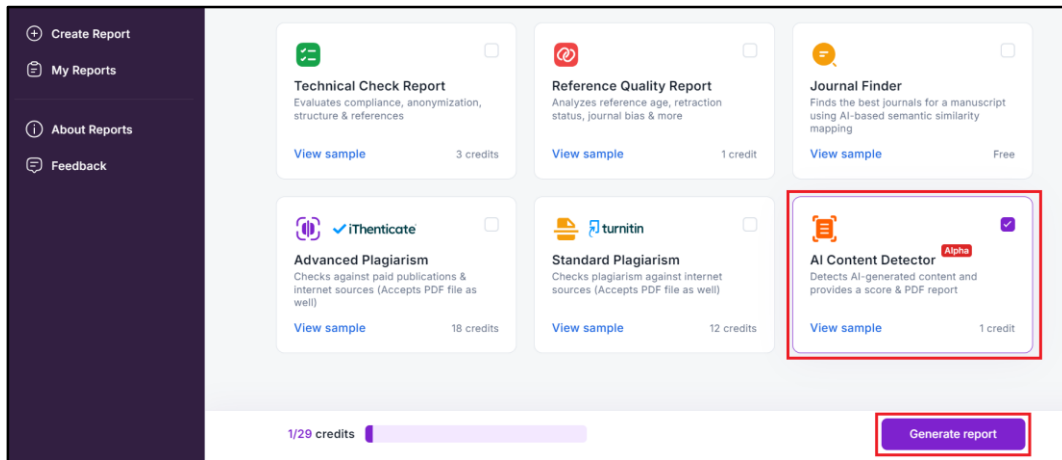 Create Report
My Reports
About Reports
Feedback
Technical Check Report
Evaluates compliance, anonymization,
structure & references
View sample
3 credits
Reference Quality Report
Analyzes reference age, retraction
status, journal bias & more
View sample
1 credit
Journal Finder
Finds the best journals for a manuscript
using AI-based semantic similarity
mapping
View sample
Free
iThenticate
Advanced Plagiarism
Checks against paid publications &
internet sources (Accepts PDF file as
well)
View sample
18 credits
turnitin
Standard Plagiarism
Checks plagiarism against internet
sources (Accepts PDF file as well)
View sample
12 credits
AI Content Detector
Alpha
Detects AI-generated content and
provides a score & PDF report
View sample
1 credit
1/29 credits
Generate report